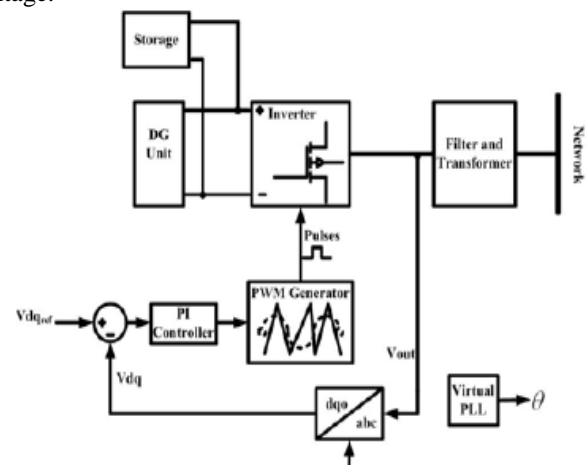 tage.
Storage
DG
Unit
Inverter
Filter and
Transformer
Network
Pulses
PWM Generator
Vdqref
PI
Controller
Vdq
Vout
dqo
abc
Virtual
PLL
θ